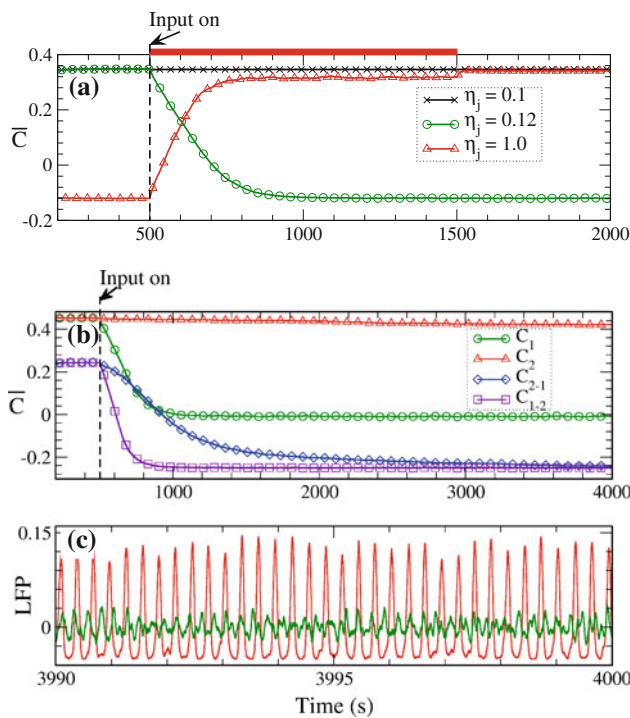 Input on
0.4
(a)
η_j = 0.1
η_j = 0.12
η_j = 1.0
0.2
C̄
0
-0.2
500
1000
1500
2000
Input on
0.4
(b)
C_1
C_2
C_2-1
C_1-2
0.2
C̄
0
-0.2
1000
2000
3000
4000
0.15
(c)
LFP
0
3990
3995
4000
Time (s)